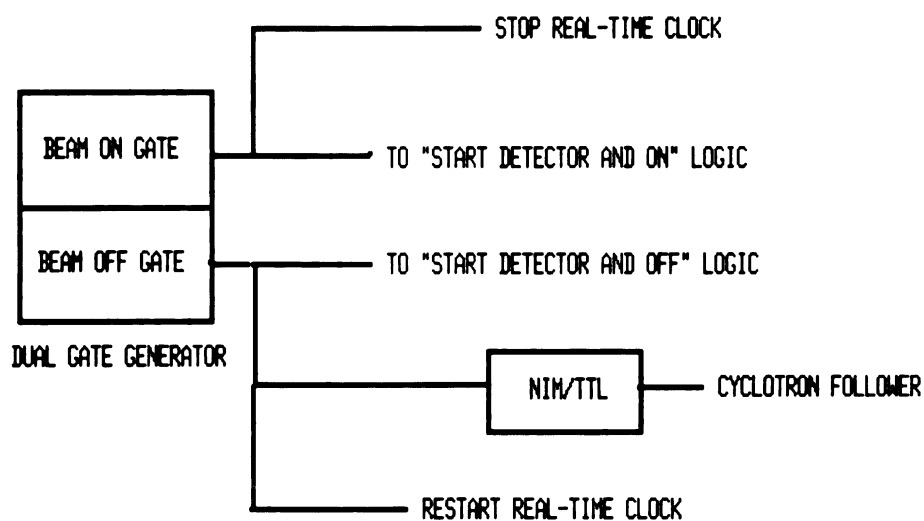 STOP REAL-TIME CLOCK
BEAM ON GATE
TO "START DETECTOR AND ON" LOGIC
BEAM OFF GATE
TO "START DETECTOR AND OFF" LOGIC
DUAL GATE GENERATOR
NIM/TTL
CYCLOTRON FOLLOWER
RESTART REAL-TIME CLOCK